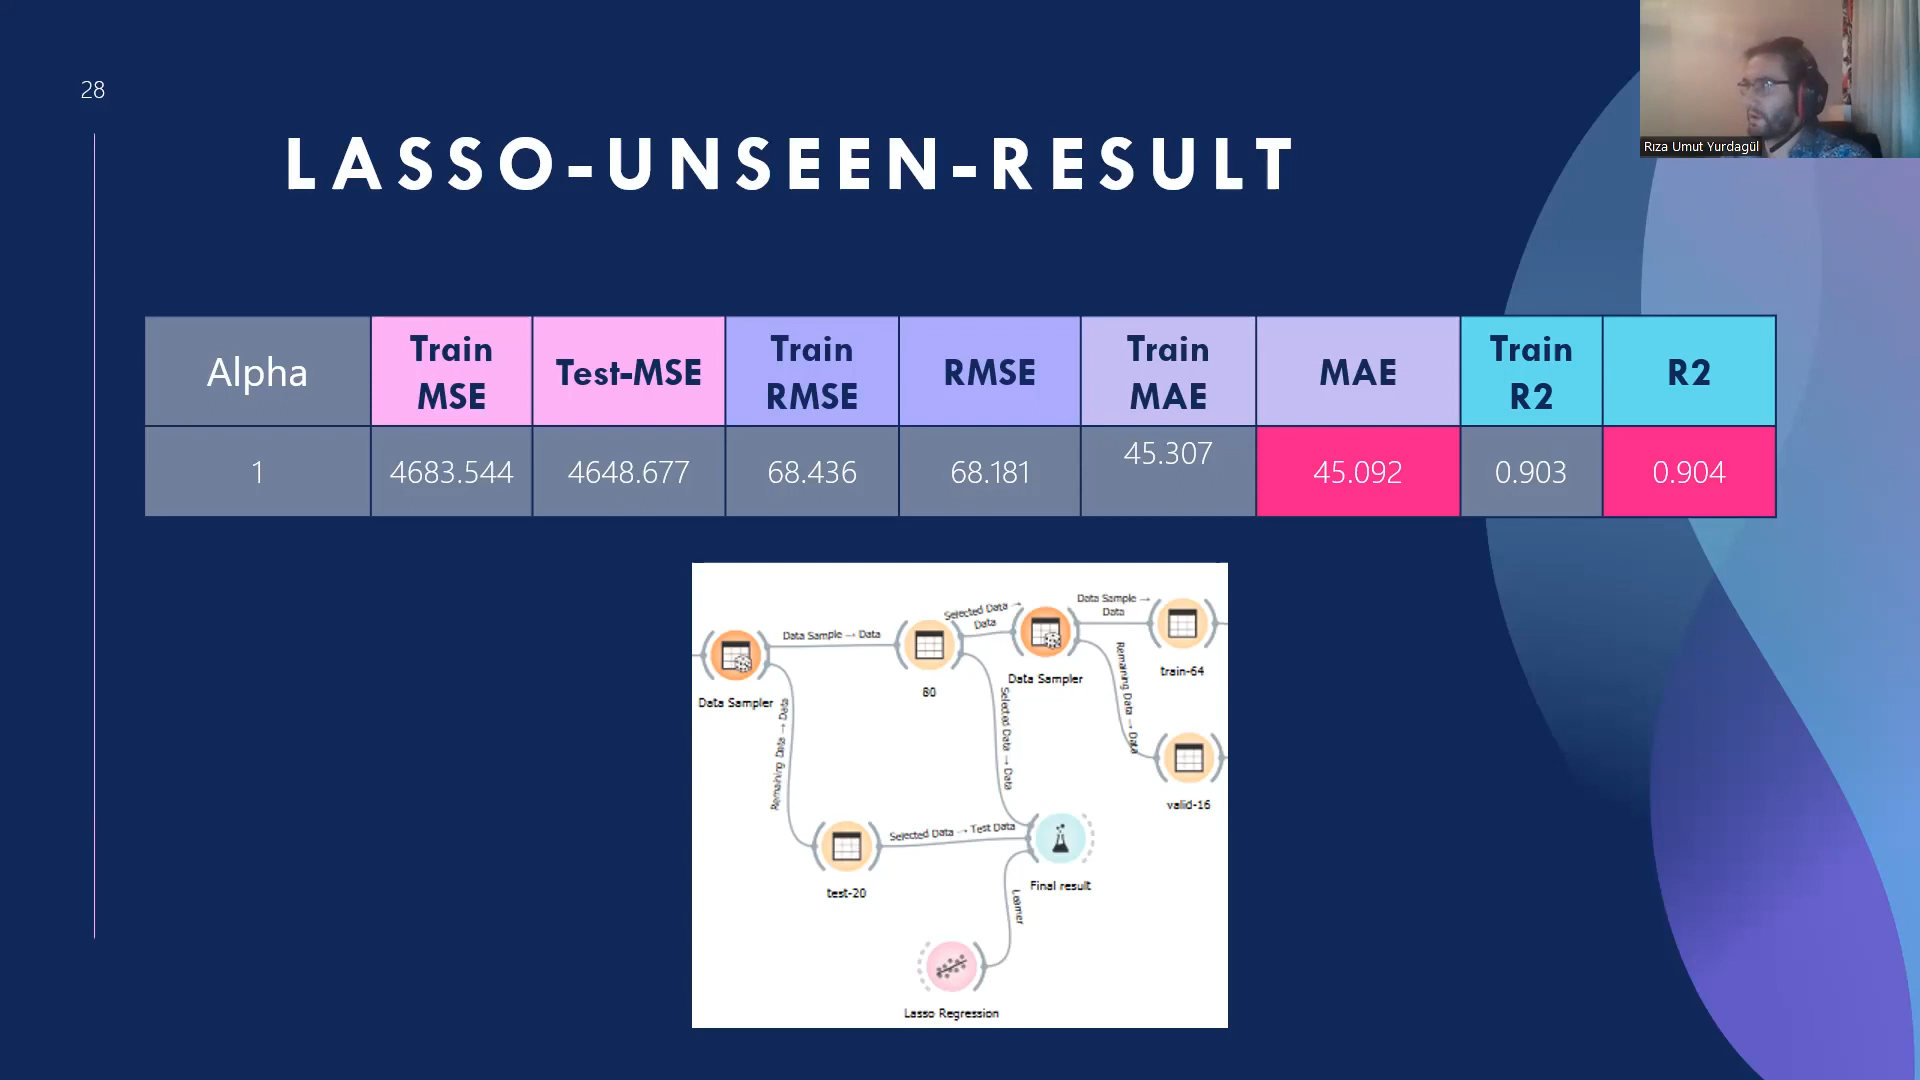 28
LASSO-UNSEEN-RESULT
Rıza Umut Yurdagül
Alpha
Train
MSE
Test-MSE
Train
RMSE
RMSE
Train
MAE
MAE
Train
R2
R2
1
4683.544
4648.677
68.436
68.181
45.307
45.092
0.903
0.904
Data Sampler
Data Sample → Data
Remaining Data → Data
80
Selected Data →
Data
Data Sampler
Data Sample →
Data
train-64
Remaining Data → Data
valid-16
Selected Data → Data
test-20
Selected Data → Test Data
Final result
Learner
Lasso Regression